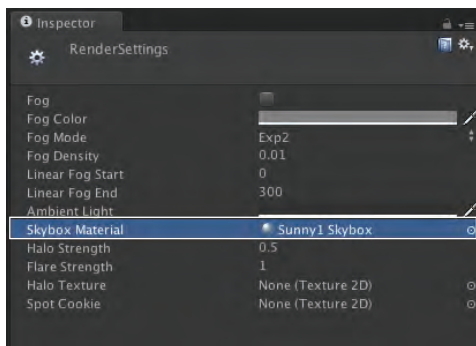 Inspector
RenderSettings
Fog
Fog Color
Fog Mode Exp2
Fog Density 0.01
Linear Fog Start 0
Linear Fog End 300
Ambient Light
Skybox Material Sunny1 Skybox
Halo Strength 0.5
Flare Strength 1
Halo Texture None (Texture 2D)
Spot Cookie None (Texture 2D)